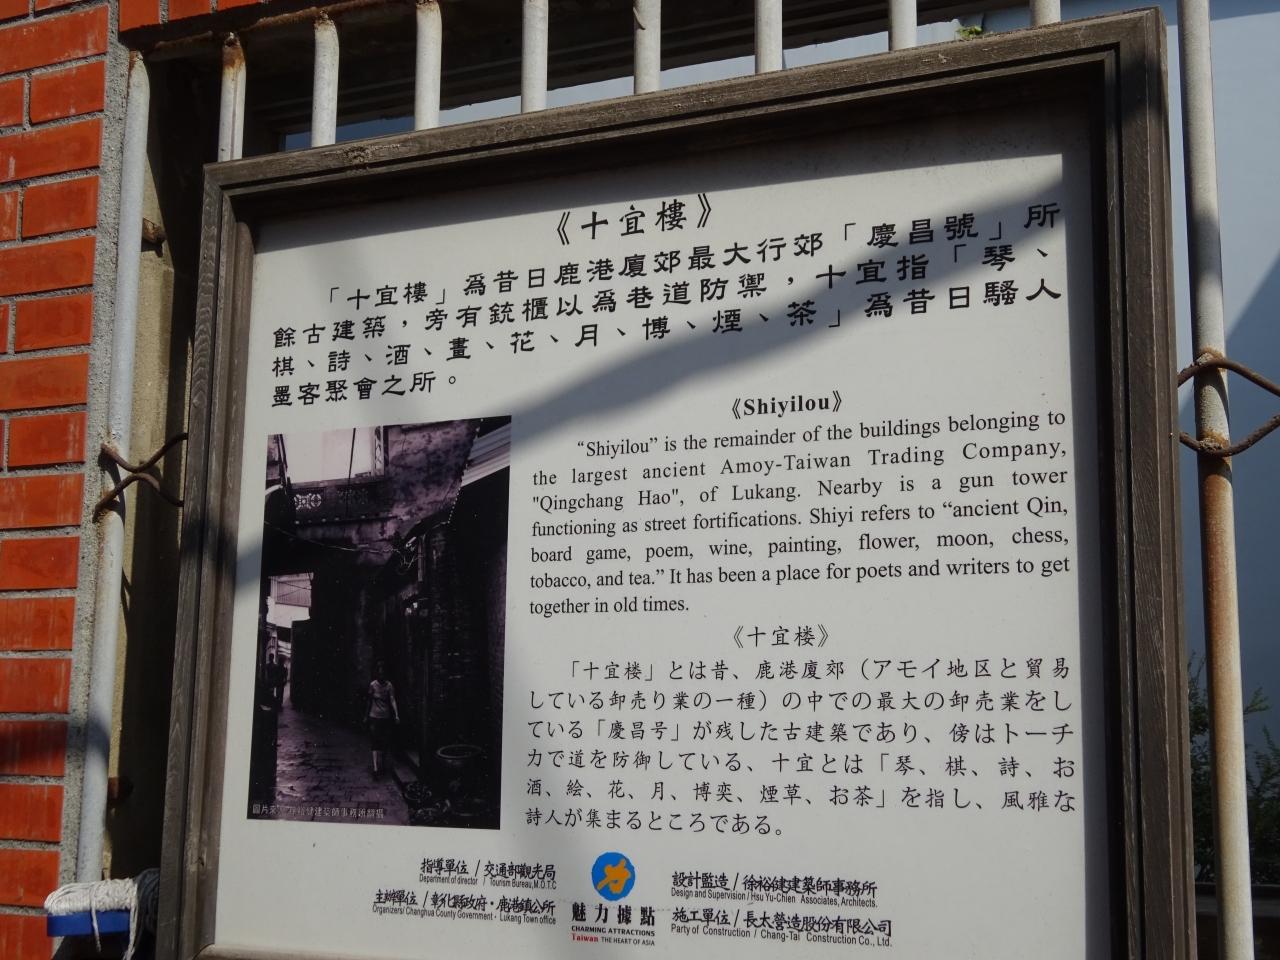 《十宜樓》
「十宜樓」為昔日鹿港廈郊最大行郊「慶昌號」所
餘古建築，旁有銃櫃以為巷道防禦，十宜指「琴、
棋、詩、酒、畫、花、月、博、煙、茶」為昔日騷人
墨客聚會之所。
《Shiyilou》
“Shiyilou” is the remainder of the buildings belonging to
the largest ancient Amoy-Taiwan Trading Company,
"Qingchang Hao", of Lukang. Nearby is a gun tower
functioning as street fortifications. Shiyi refers to “ancient Qin,
board game, poem, wine, painting, flower, moon, chess,
tobacco, and tea.” It has been a place for poets and writers to get
together in old times.
《十宜楼》
「十宜楼」とは昔、鹿港廈郊（アモイ地区と貿易
している卸売り業の一種）の中での最大の卸売業をし
ている「慶昌号」が残した古建築であり、傍はトーチ
カで道を防御している、十宜とは「琴、棋、詩、お
酒、絵、花、月、博奕、煙草、お茶」を指し、風雅な
詩人が集まるところである。
圖片來 裕健建築師事務所翻攝
指導單位／交通部觀光局
Department of director / Tourism Bureau,M.O.T.C
主辦單位／彰化縣政府・鹿港鎮公所
Organizers/ Changhua County Government・Lukang Town office
魅力據點
CHARMING ATTRACTIONS
Taiwan THE HEART OF ASIA
設計監造／徐裕健建築師事務所
Design and Supervision / Hsu Yu-Chien Associates, Architects.
施工單位／長太營造股份有限公司
Party of Construction / Chang-Tai Construction Co., Ltd.